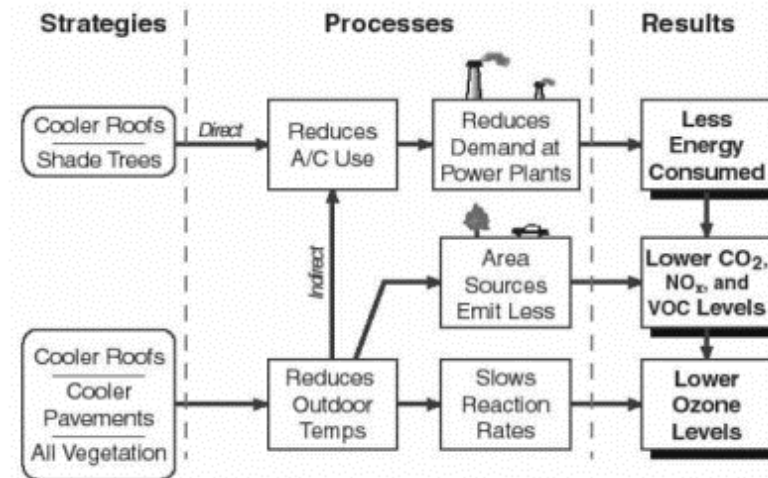 Strategies
Processes
Results
Cooler Roofs
Shade Trees
Direct
Reduces
A/C Use
Reduces
Demand at
Power Plants
Less
Energy
Consumed
Indirect
Area
Sources
Emit Less
Lower CO₂,
NOₓ, and
VOC Levels
Cooler Roofs
Cooler
Pavements
All Vegetation
Reduces
Outdoor
Temps
Slows
Reaction
Rates
Lower
Ozone
Levels